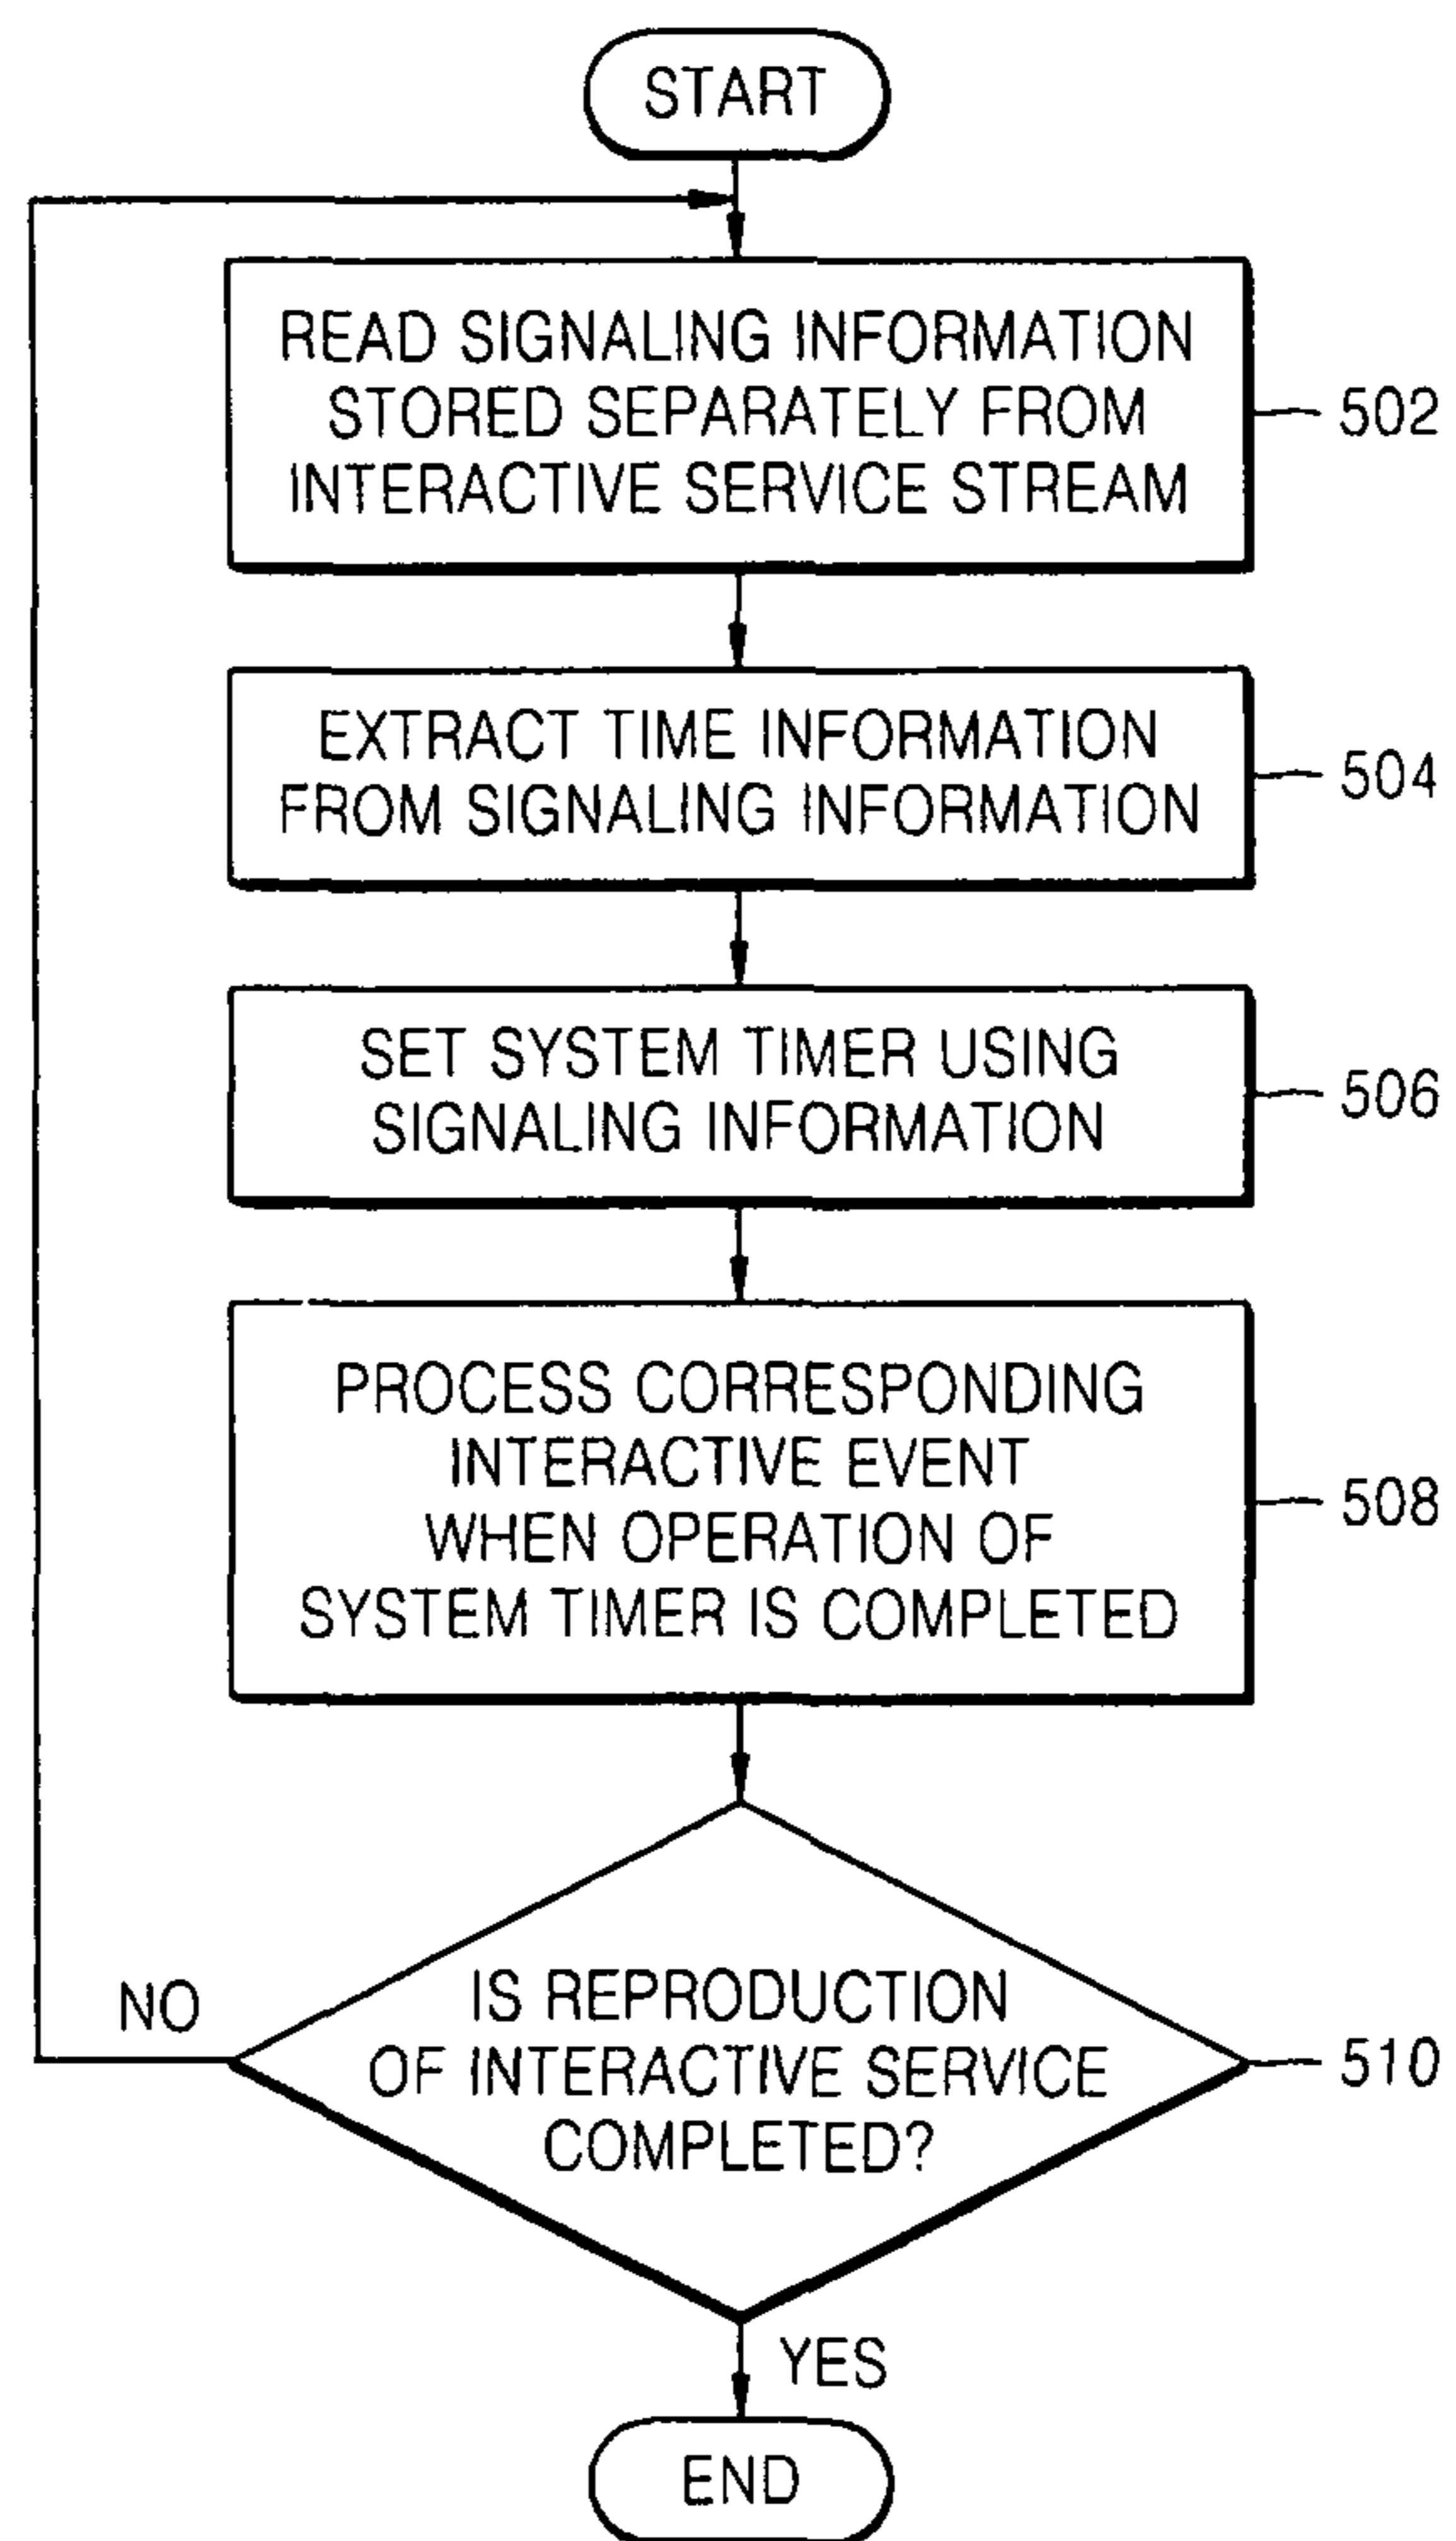 START
READ SIGNALING INFORMATION
STORED SEPARATELY FROM
INTERACTIVE SERVICE STREAM
502
EXTRACT TIME INFORMATION
FROM SIGNALING INFORMATION
504
SET SYSTEM TIMER USING
SIGNALING INFORMATION
506
PROCESS CORRESPONDING
INTERACTIVE EVENT
WHEN OPERATION OF
SYSTEM TIMER IS COMPLETED
508
NO
IS REPRODUCTION
OF INTERACTIVE SERVICE
COMPLETED?
510
YES
END